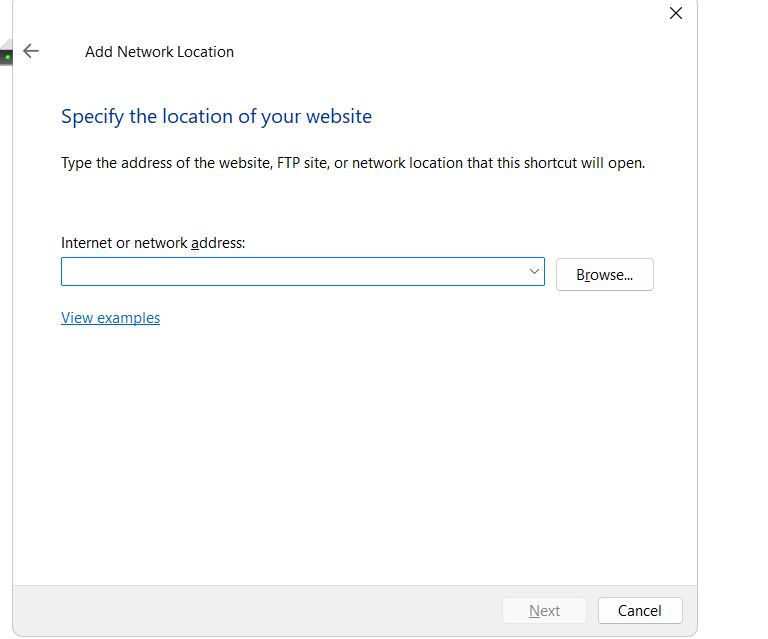 Add Network Location
Specify the location of your website
Type the address of the website, FTP site, or network location that this shortcut will open.
Internet or network address:
Browse...
View examples
Next
Cancel